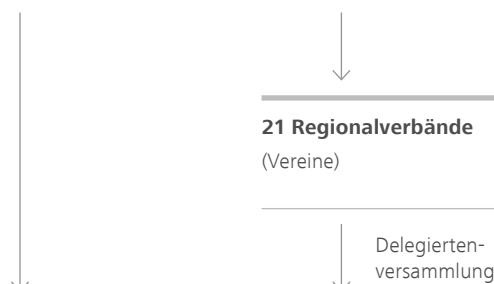 21 Regionalverbände
(Vereine)
Delegierten-
versammlung